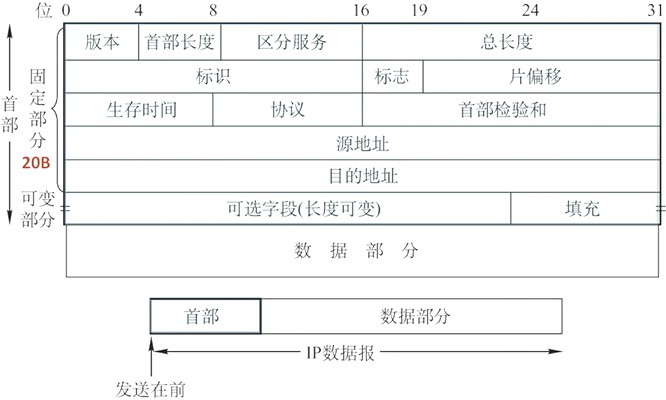 位 0 4 8 16 19 24 31
版本 首部长度 区分服务 总长度
标识 标志 片偏移
生存时间 协议 首部检验和
源地址
目的地址
可选字段(长度可变) 填充
首部
固定部分
20B
可变
部分
数据部分
首部 数据部分
IP数据报
发送在前